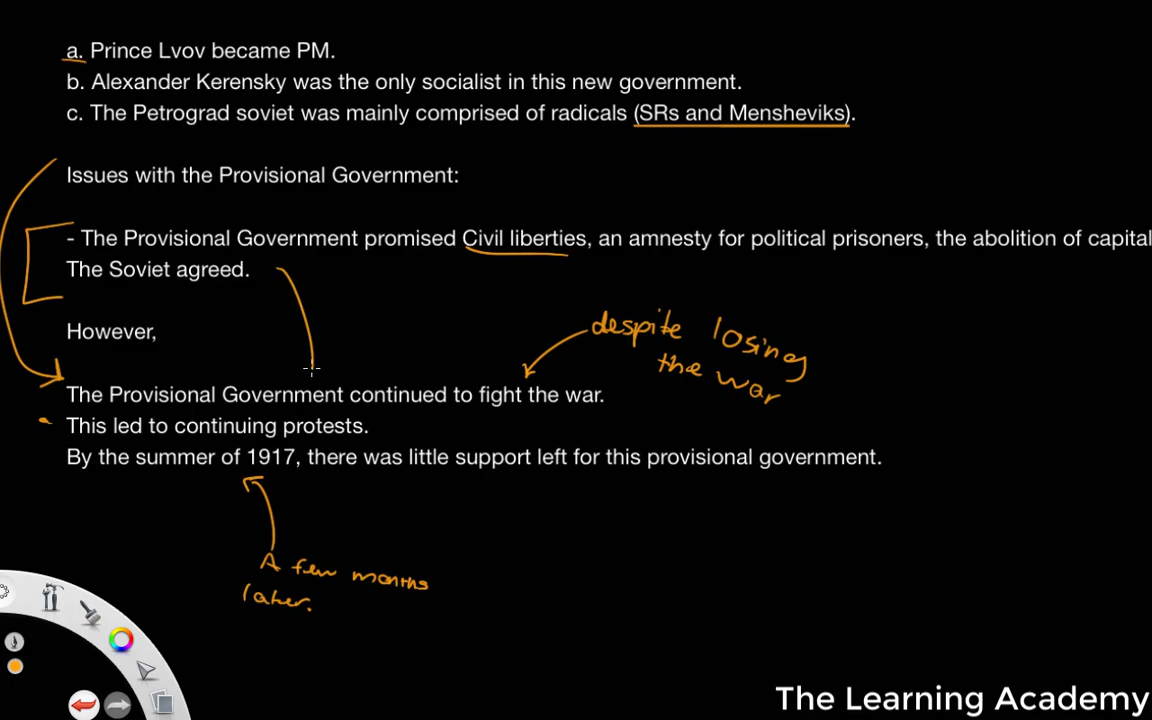 a. Prince Lvov became PM.
b. Alexander Kerensky was the only socialist in this new government.
c. The Petrograd soviet was mainly comprised of radicals (SRs and Mensheviks).
Issues with the Provisional Government:
- The Provisional Government promised Civil liberties, an amnesty for political prisoners, the abolition of capital
The Soviet agreed.
However,
despite losing
the war
The Provisional Government continued to fight the war.
This led to continuing protests.
By the summer of 1917, there was little support left for this provisional government.
A few months
later.
The Learning Academy